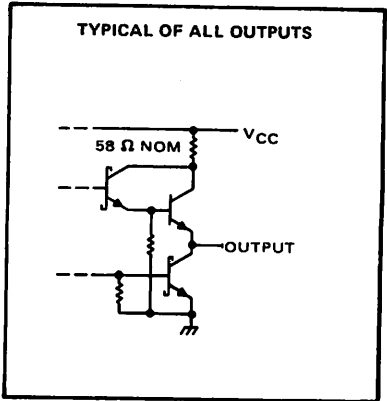 TYPICAL OF ALL OUTPUTS
VCC
58 Ω NOM
OUTPUT